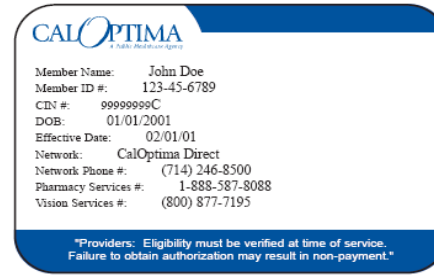 CALOPTIMA
A Public Healthcare Agency
Member Name: John Doe
Member ID #: 123-45-6789
CIN #: 99999999C
DOB: 01/01/2001
Effective Date: 02/01/01
Network: CalOptima Direct
Network Phone #: (714) 246-8500
Pharmacy Services #: 1-888-587-8088
Vision Services #: (800) 877-7195
"Providers: Eligibility must be verified at time of service.
Failure to obtain authorization may result in non-payment."